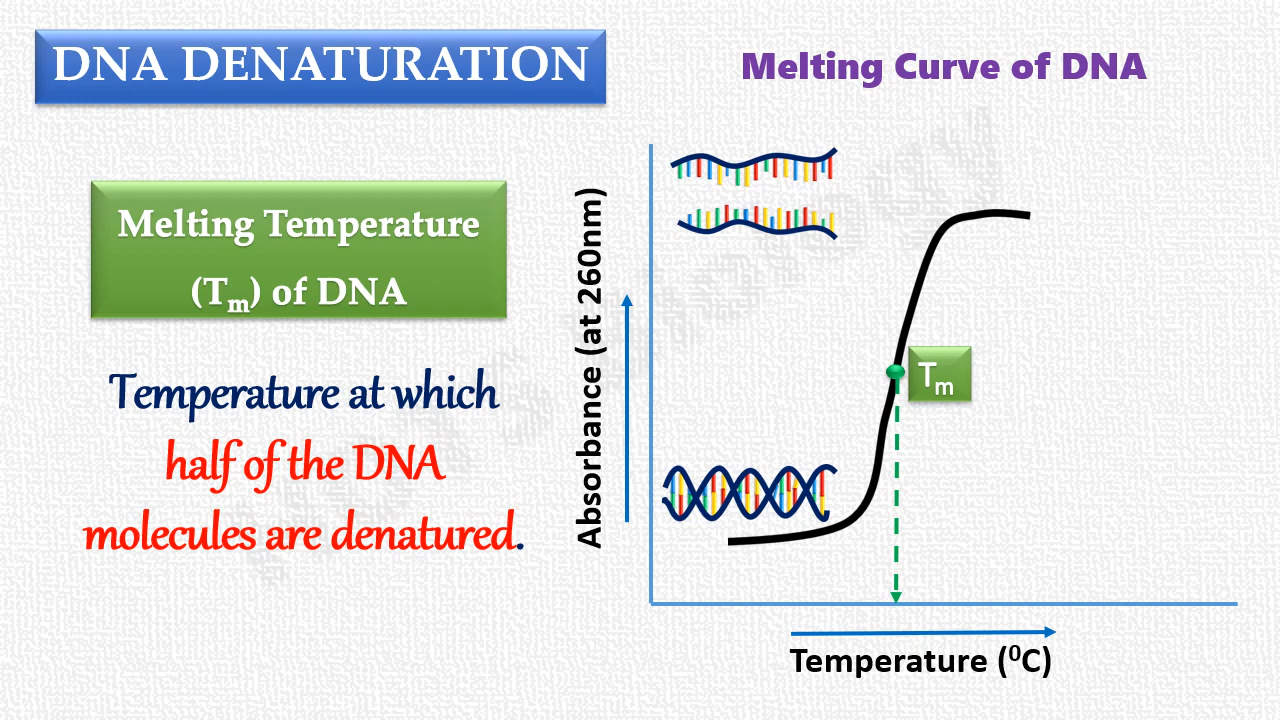 DNA DENATURATION
Melting Curve of DNA
Melting Temperature
(Tm) of DNA
Temperature at which
half of the DNA
molecules are denatured.
Absorbance (at 260nm)
Tm
Temperature (⁰C)